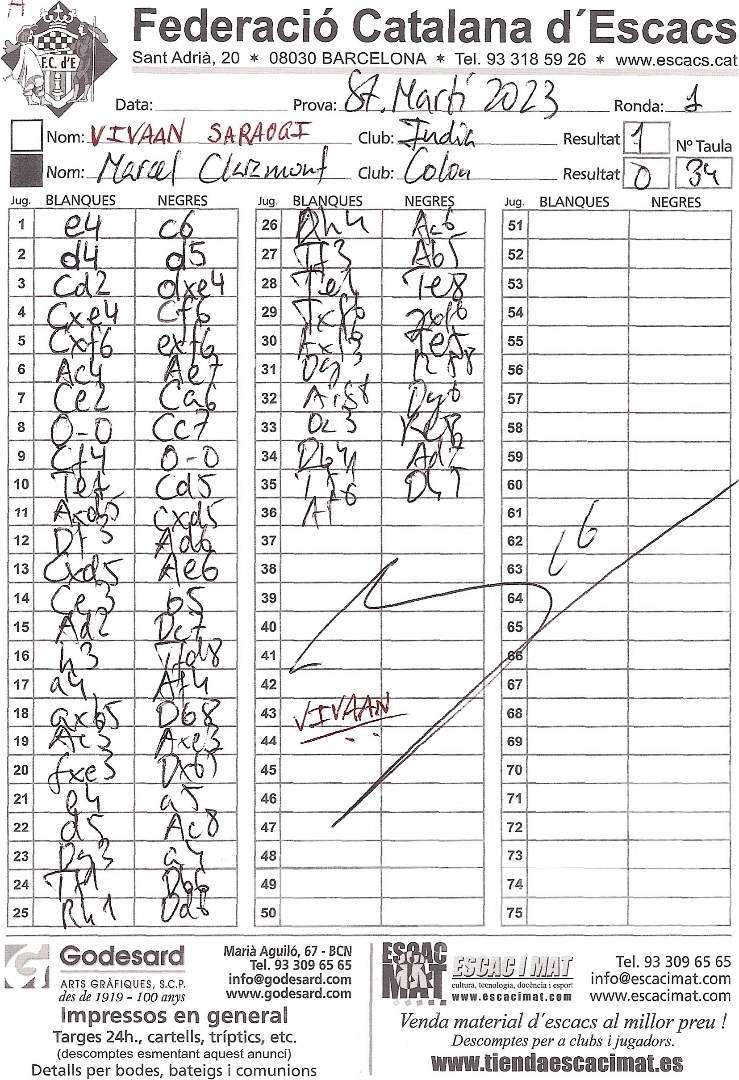 Federació Catalana d´Escacs
F.C. d'E
Sant Adrià, 20 * 08030 BARCELONA * Tel. 93 318 59 26 * www.escacs.cat
Data: Prova: St. Martí 2023 Ronda: 1
Nom: VIVAAN SARAOGI Club: India Resultat 1 Nº Taula
Nom: Marcel Club: Colon Resultat 0 34
Jug. BLANQUES NEGRES Jug. BLANQUES NEGRES Jug. BLANQUES NEGRES
1 e4 c6 26 Dh4 Ac6 51
2 d4 d5 27 Tf3 Ab5 52
3 Cd2 dxe4 28 Te1 Te8 53
4 Cxe4 Cf6 29 Txf6 gxf6 54
5 Cxf6 exf6 30 Axf6 Te5 55
6 Ac4 Ae7 31 Dg3 56
7 Ce2 Ca6 32 Dg6 57
8 0-0 Cc7 33 58
9 Cf4 0-0 34 Db4 Ad7 59
10 Te1 Cd5 35 60
11 Axd5 cxd5 36 61
12 Df3 Ad6 37 62
13 Cxd5 Ae6 38 63
14 Ce3 b5 39 64
15 Ad2 Dc7 40 65
16 h3 Tfd8 41 66
17 a4 Af4 42 67
18 axb5 Db8 43 VIVAAN 68
19 Ac3 Axe3 44 69
20 fxe3 Dxb5 45 70
21 e4 a5 46 71
22 d5 Ac8 47 72
23 Dg3 a4 48 73
24 Tf1 Db6 49 74
25 Rh1 50 75
Godesard
ARTS GRÀFIQUES, S.C.P.
des de 1919 - 100 anys
Marià Aguiló, 67 - BCN
Tel. 93 309 65 65
info@godesard.com
www.godesard.com
Impressos en general
Targes 24h., cartells, tríptics, etc.
(descomptes esmentant aquest anunci)
Detalls per bodes, bateigs i comunions
ESCAC
MAT
ESCAC I MAT
cultura, tecnologia, docència i esport
www.escacimat.com
Tel. 93 309 65 65
info@escacimat.com
www.escacimat.com
Venda material d´escacs al millor preu !
Descomptes per a clubs i jugadors.
www.tiendaescacimat.es